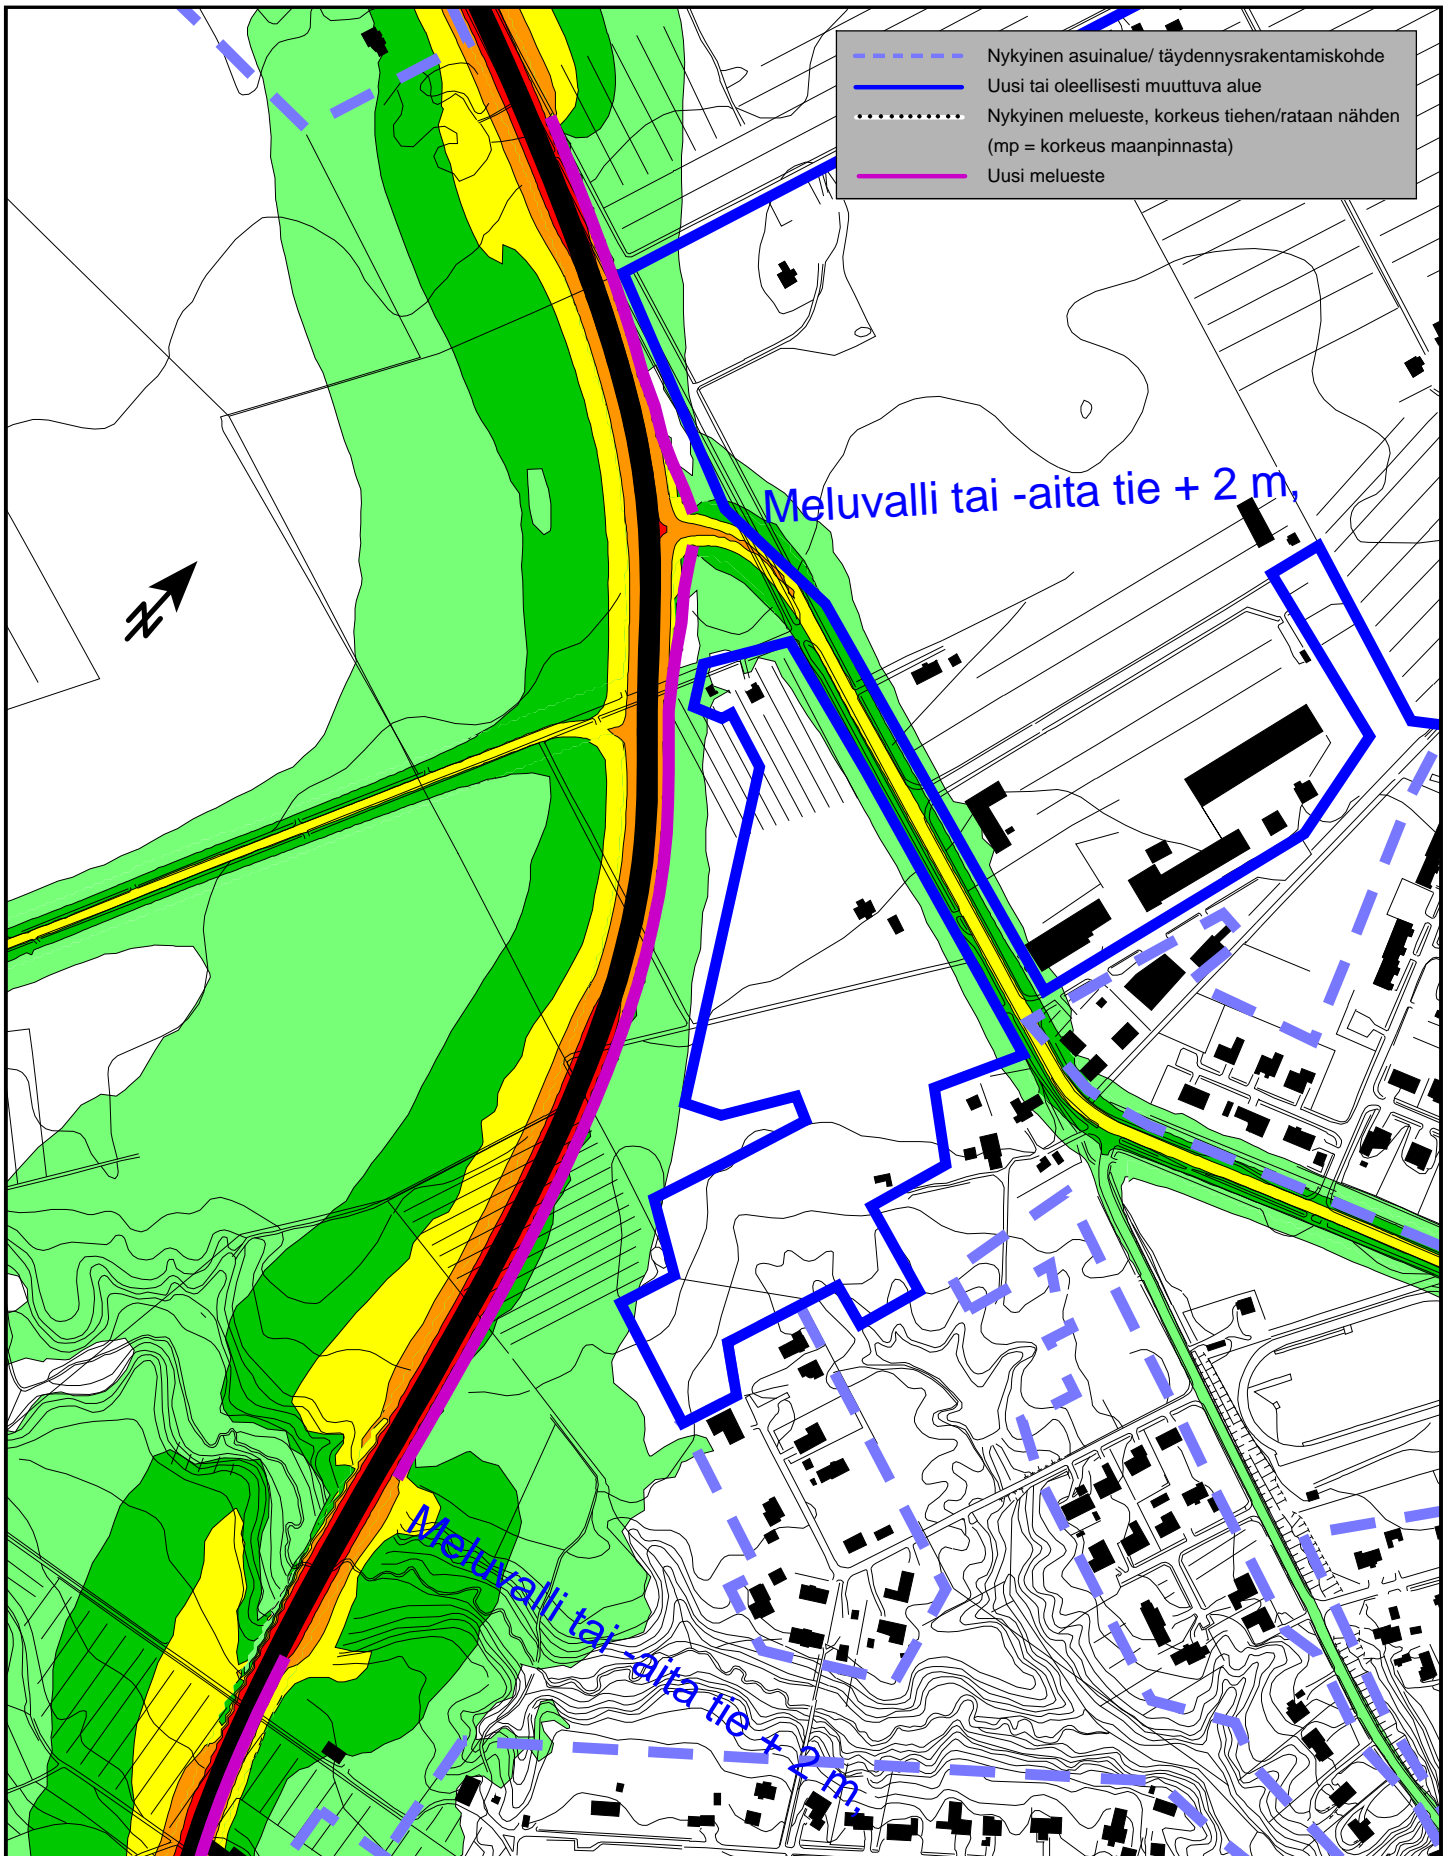 Nykyinen asuinalue/ täydennysrakentamiskohde
Uusi tai oleellisesti muuttuva alue
Nykyinen melueste, korkeus tiehen/rataan nähden
(mp = korkeus maanpinnasta)
Uusi melueste
Meluvalli tai -aita tie + 2 m,
N
Meluvalli tai -aita tie + 2 m,